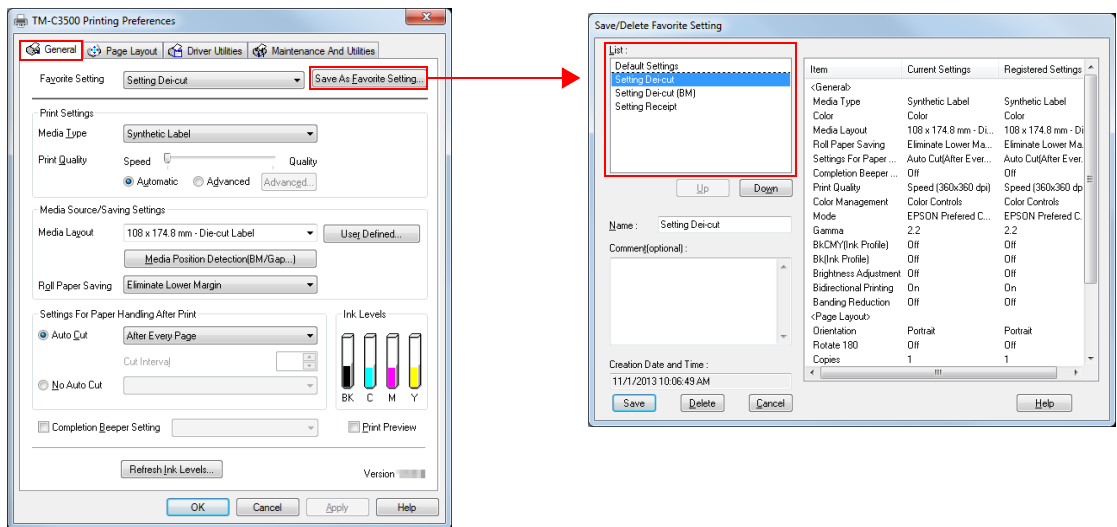 TM-C3500 Printing Preferences
General Page Layout Driver Utilities Maintenance And Utilities
Favorite Setting Setting Dei-cut Save As Favorite Setting...
Print Settings
Media Type Synthetic Label
Print Quality Speed Quality
Automatic Advanced Advanced...
Media Source/Saving Settings
Media Layout 108 x 174.8 mm - Die-cut Label User Defined...
Media Position Detection(BM/Gap...)
Roll Paper Saving Eliminate Lower Margin
Settings For Paper Handling After Print
Auto Cut After Every Page
Cut Interval
No Auto Cut
Ink Levels
BK C M Y
Completion Beeper Setting Print Preview
Refresh Ink Levels... Version
OK Cancel Apply Help
Save/Delete Favorite Setting
List :
Default Settings
Setting Dei-cut
Setting Dei-cut (BM)
Setting Receipt
Up Down
Name : Setting Dei-cut
Comment(optional) :
Creation Date and Time :
11/1/2013 10:06:49 AM
Save Delete Cancel
Item Current Settings Registered Settings
<General>
Media Type Synthetic Label Synthetic Label
Color Color Color
Media Layout 108 x 174.8 mm - Di... 108 x 174.8 mm - Di
Roll Paper Saving Eliminate Lower Ma... Eliminate Lower Ma.
Settings For Paper ... Auto Cut(After Ever... Auto Cut(After Ever.
Completion Beeper ... Off Off
Print Quality Speed (360x360 dpi) Speed (360x360 dp
Color Management Color Controls Color Controls
Mode EPSON Prefered C... EPSON Prefered C.
Gamma 2.2 2.2
BkCMY(Ink Profile) Off Off
Bk(Ink Profile) Off Off
Brightness Adjustment Off Off
Bidirectional Printing On On
Banding Reduction Off Off
<Page Layout>
Orientation Portrait Portrait
Rotate 180 Off Off
Copies 1 1
Help